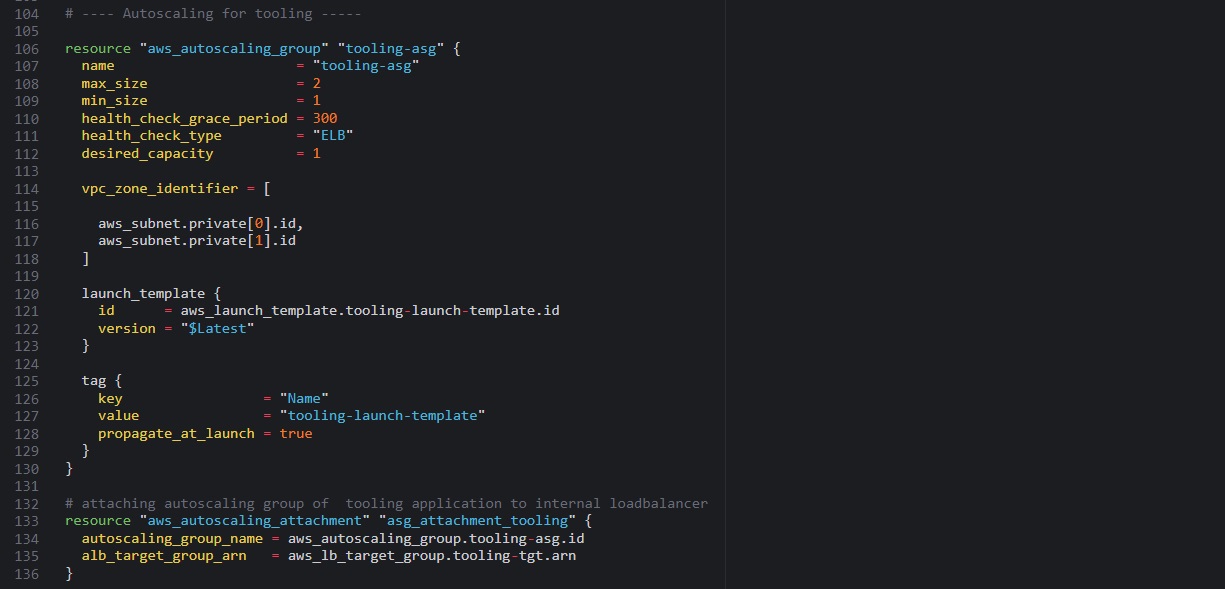 104 # ---- Autoscaling for tooling -----
105
106 resource "aws_autoscaling_group" "tooling-asg" {
107   name                      = "tooling-asg"
108   max_size                  = 2
109   min_size                  = 1
110   health_check_grace_period = 300
111   health_check_type         = "ELB"
112   desired_capacity          = 1
113
114   vpc_zone_identifier = [
115
116     aws_subnet.private[0].id,
117     aws_subnet.private[1].id
118   ]
119
120   launch_template {
121     id      = aws_launch_template.tooling-launch-template.id
122     version = "$Latest"
123   }
124
125   tag {
126     key                 = "Name"
127     value               = "tooling-launch-template"
128     propagate_at_launch = true
129   }
130 }
131
132 # attaching autoscaling group of  tooling application to internal loadbalancer
133 resource "aws_autoscaling_attachment" "asg_attachment_tooling" {
134   autoscaling_group_name = aws_autoscaling_group.tooling-asg.id
135   alb_target_group_arn   = aws_lb_target_group.tooling-tgt.arn
136 }